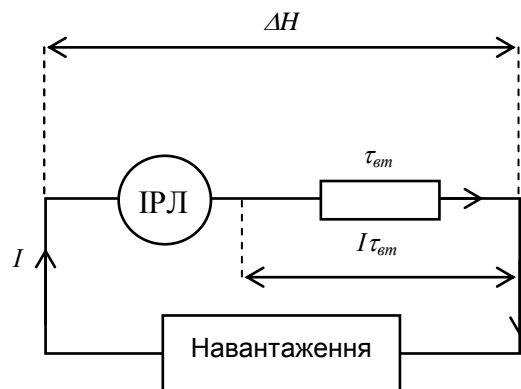 ΔH
τвт
ІРЛ
I
Iτвт
Навантаження